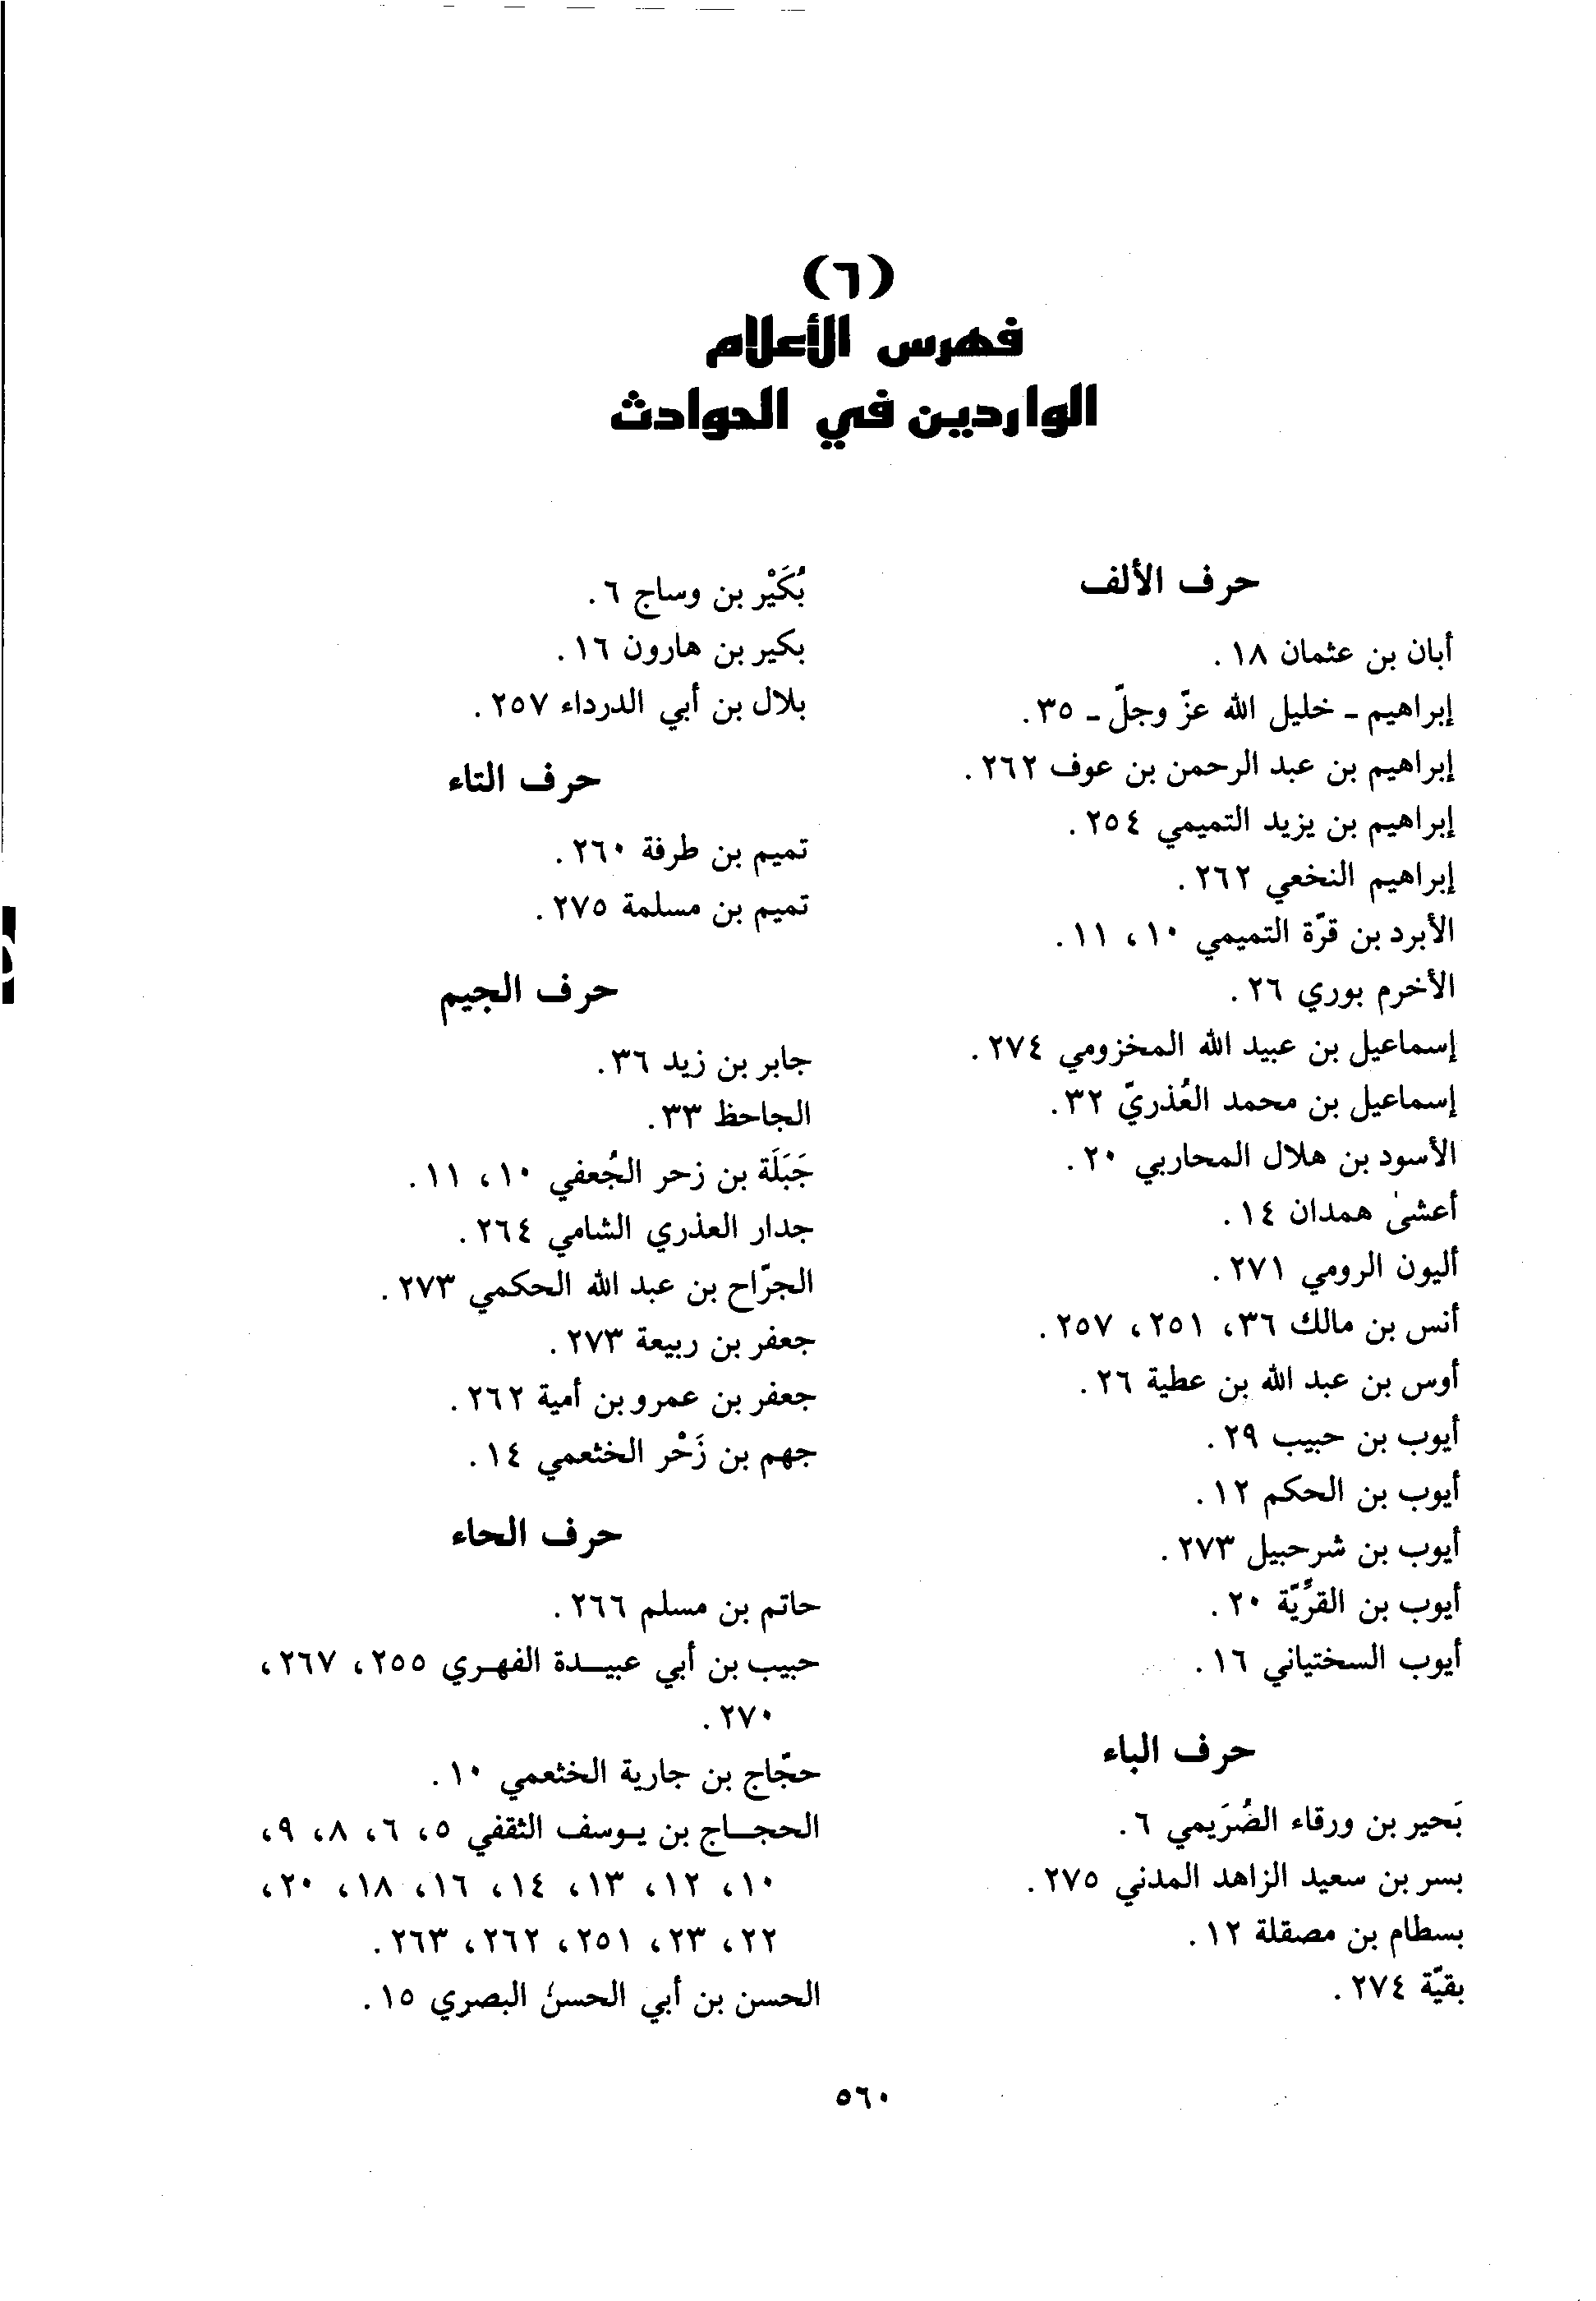 (٦)
فهرس الأعلام
الواردين في الحوادث
حرف الألف
أبان بن عثمان ١٨.
إبراهيم - خليل الله عزّ وجلّ - ٣٥.
إبراهيم بن عبد الرحمن بن عوف ٢٦٢.
إبراهيم بن يزيد التميمي ٢٥٤.
إبراهيم النخعي ٢٦٢.
الأبرد بن قرّة التميمي ١٠، ١١.
الأخرم بوري ٢٦.
إسماعيل بن عبيد الله المخزومي ٢٧٤.
إسماعيل بن محمد العُذريّ ٣٢.
الأسود بن هلال المحاربي ٢٠.
أعشىٰ همدان ١٤.
أليون الرومي ٢٧١.
أنس بن مالك ٣٦، ٢٥١، ٢٥٧.
أوس بن عبد الله بن عطية ٢٦.
أيوب بن حبيب ٢٩.
أيوب بن الحكم ١٢.
أيوب بن شرحبيل ٢٧٣.
أيوب بن القرِّيّة ٢٠.
أيوب السختياني ١٦.
حرف الباء
بَحير بن ورقاء الصُرَيمي ٦.
بسر بن سعيد الزاهد المدني ٢٧٥.
بسطام بن مصقلة ١٢.
بقيّة ٢٧٤.
بُكَيْر بن وساج ٦.
بكير بن هارون ١٦.
بلال بن أبي الدرداء ٢٥٧.
حرف التاء
تميم بن طرفة ٢٦٠.
تميم بن مسلمة ٢٧٥.
حرف الجيم
جابر بن زيد ٣٦.
الجاحظ ٣٣.
جَبَلَة بن زحر الجُعفي ١٠، ١١.
جدار العذري الشامي ٢٦٤.
الجرّاح بن عبد الله الحكمي ٢٧٣.
جعفر بن ربيعة ٢٧٣.
جعفر بن عمرو بن أمية ٢٦٢.
جهم بن زَحْر الخثعمي ١٤.
حرف الحاء
حاتم بن مسلم ٢٦٦.
حبيب بن أبي عبيدة الفهري ٢٥٥، ٢٦٧،
٢٧٠.
حجّاج بن جارية الخثعمي ١٠.
الحجاج بن يوسف الثقفي ٥، ٦، ٨، ٩،
١٠، ١٢، ١٣، ١٤، ١٦، ١٨، ٢٠،
٢٢، ٢٣، ٢٥١، ٢٦٢، ٢٦٣.
الحسن بن أبي الحسن البصري ١٥.
٥٦٠